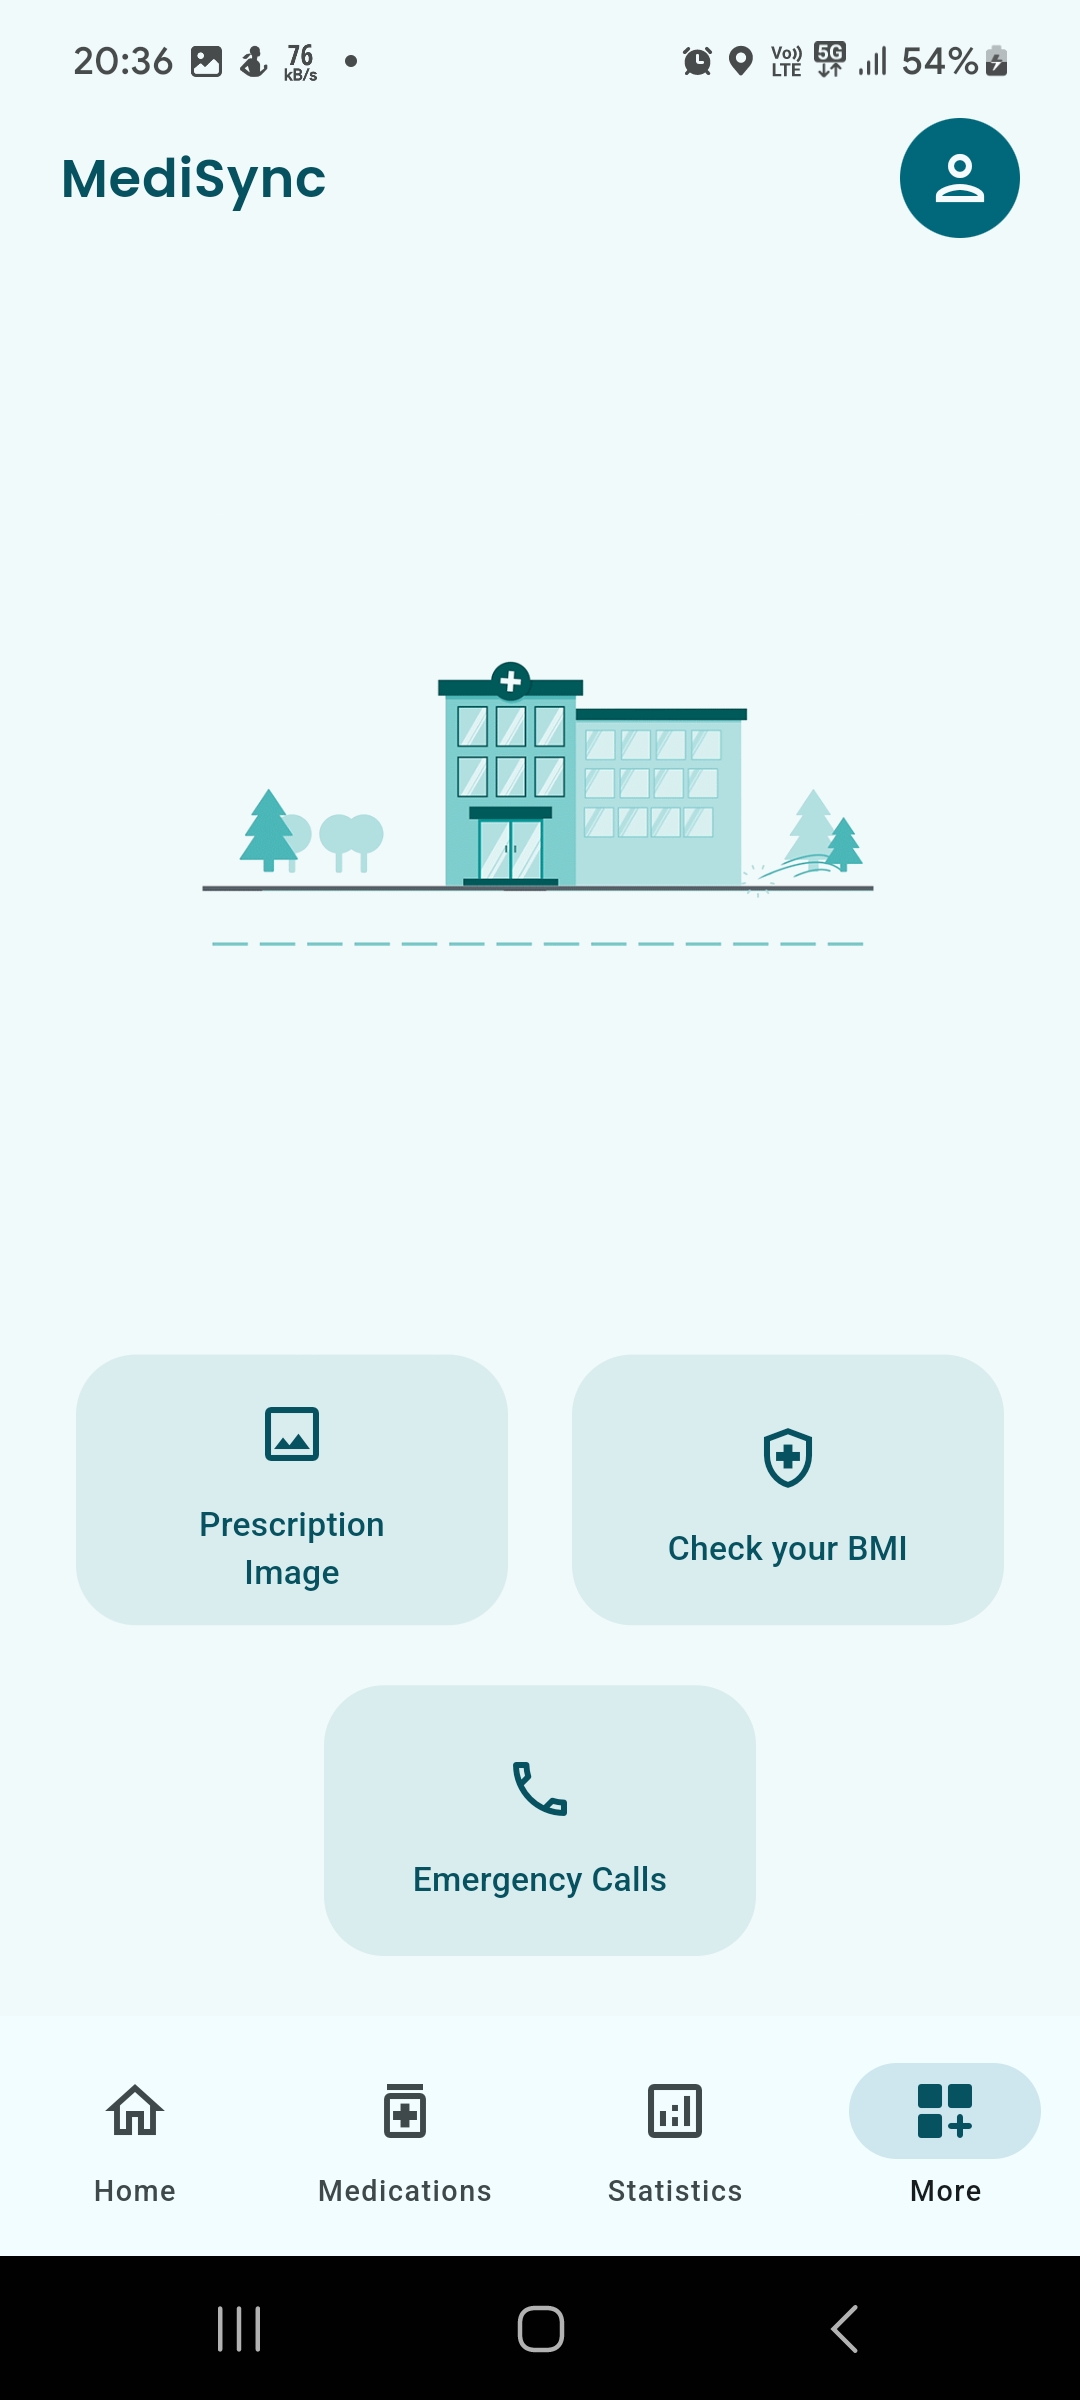 20:36 76 kB/s Vo)) LTE 5G 54%
MediSync
Prescription
Image
Check your BMI
Emergency Calls
Home Medications Statistics More